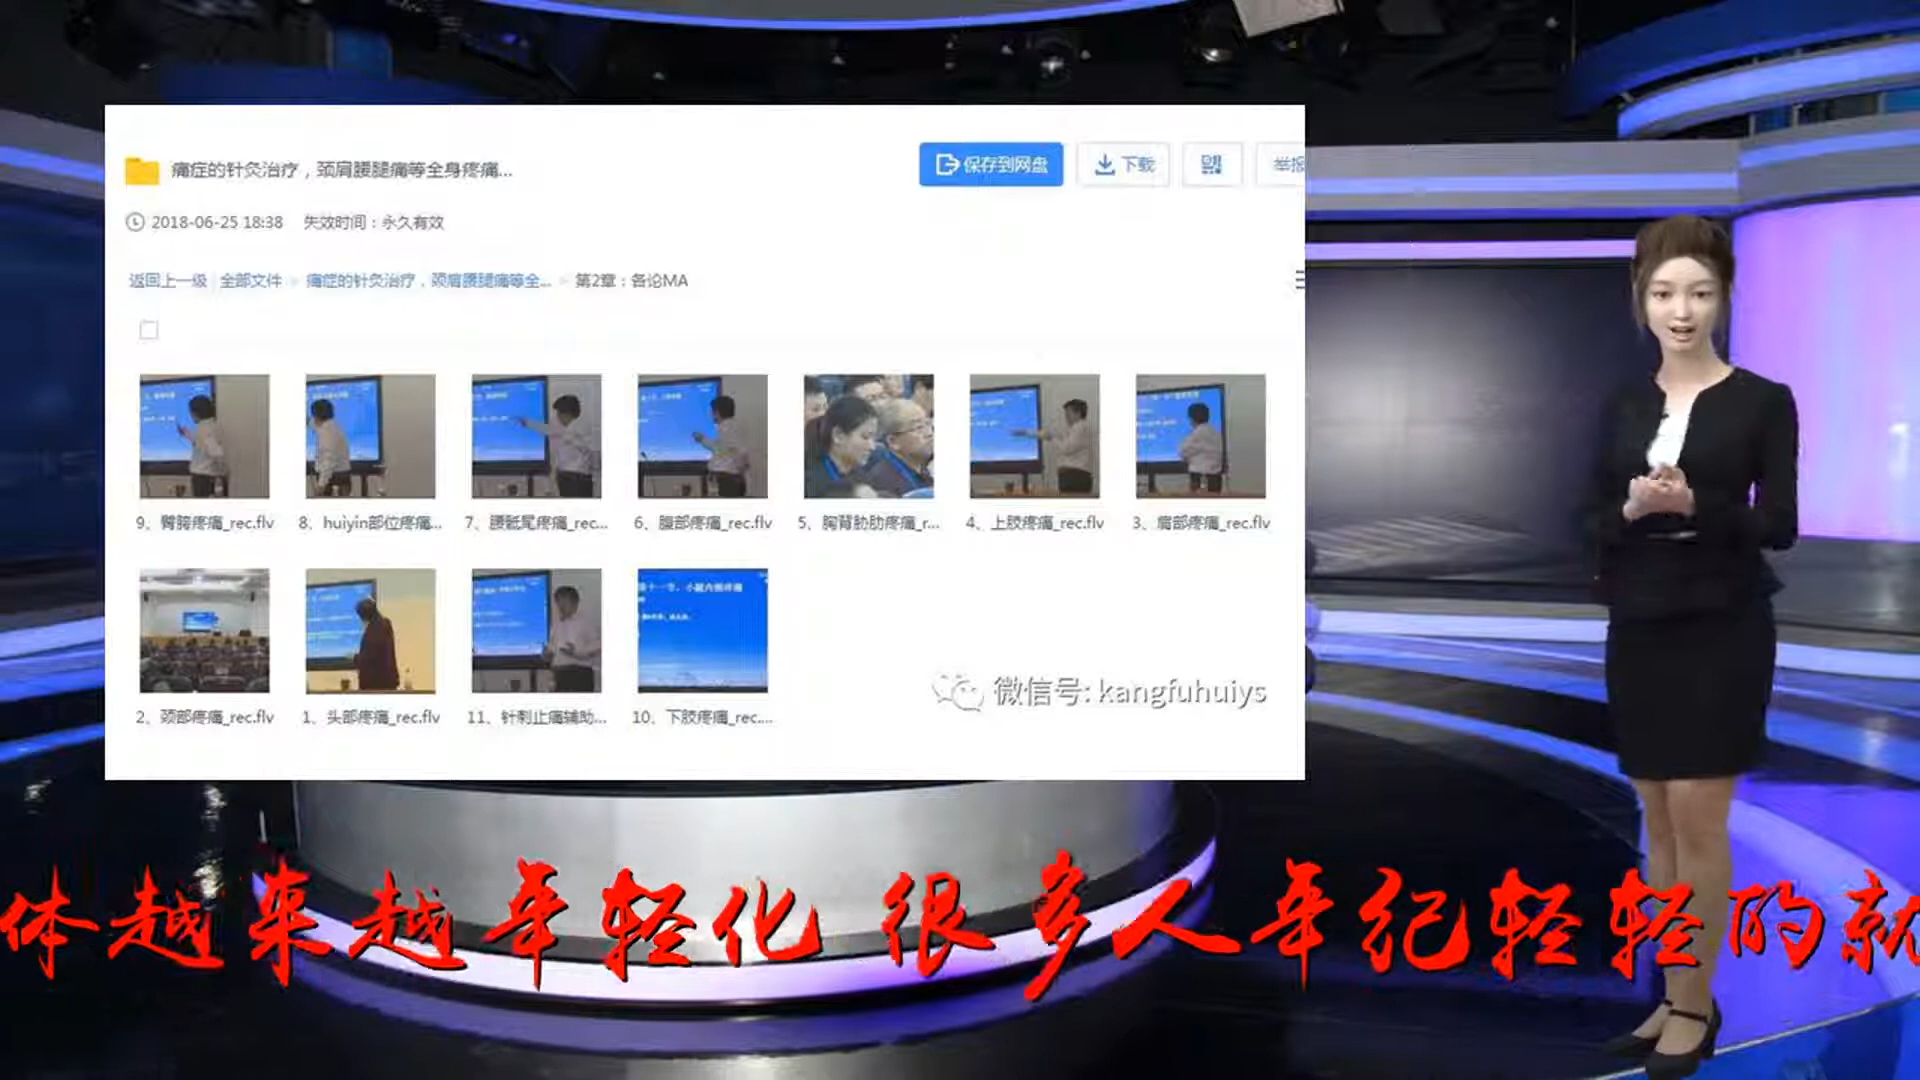 痛症的针灸治疗，颈肩腰腿痛等全身疼痛...
保存到网盘
下载
举报
2018-06-25 18:38 失效时间：永久有效
返回上一级 全部文件 痛症的针灸治疗，颈肩腰腿痛等全... 第2章：各论MA
9、臀胯疼痛_rec.flv
8、huiyin部位疼痛...
7、腰骶尾疼痛_rec...
6、腹部疼痛_rec.flv
5、胸背胁肋疼痛_r...
4、上肢疼痛_rec.flv
3、肩部疼痛_rec.flv
2、颈部疼痛_rec.flv
1、头部疼痛_rec.flv
11、针刺止痛辅助...
10、下肢疼痛_rec....
微信号: kangfuhuiys
体越来越年轻化 很多人年纪轻轻的就